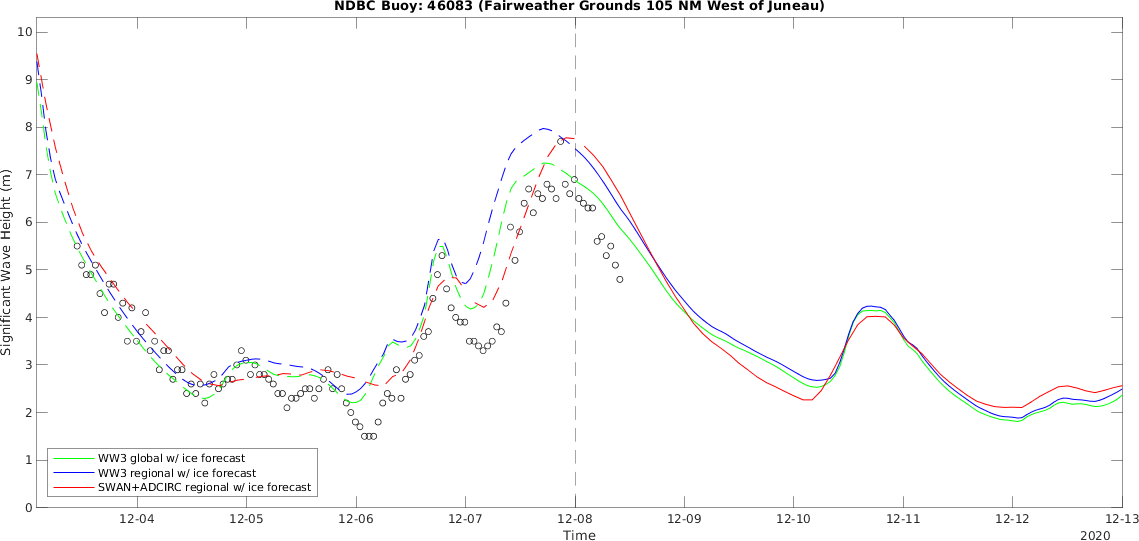 NDBC Buoy: 46083 (Fairweather Grounds 105 NM West of Juneau)
10
9
8
7
6
5
4
3
2
1
0
Significant Wave Height (m)
WW3 global w/ ice forecast
WW3 regional w/ ice forecast
SWAN+ADCIRC regional w/ ice forecast
12-04 12-05 12-06 12-07 12-08 12-09 12-10 12-11 12-12 12-13
Time
2020